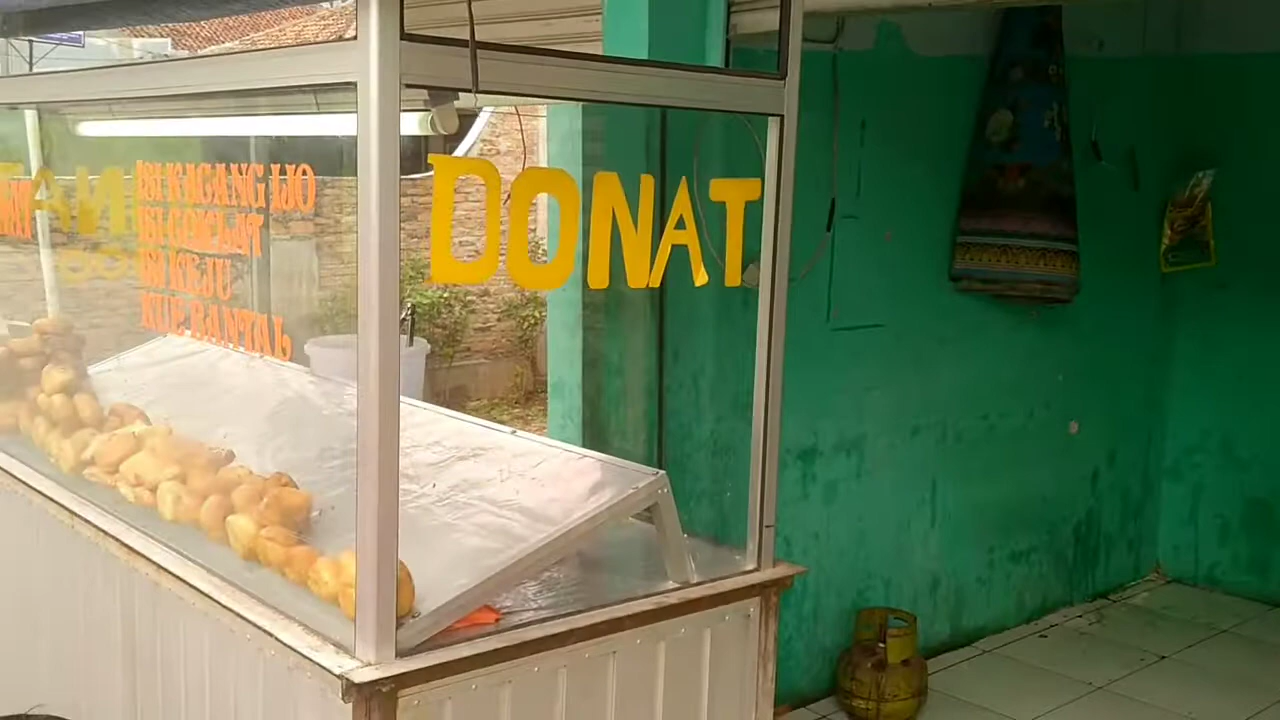 ISI KACANG IJO
ISI COKLAT
ISI KEJU
KUE BANTAL
DONAT